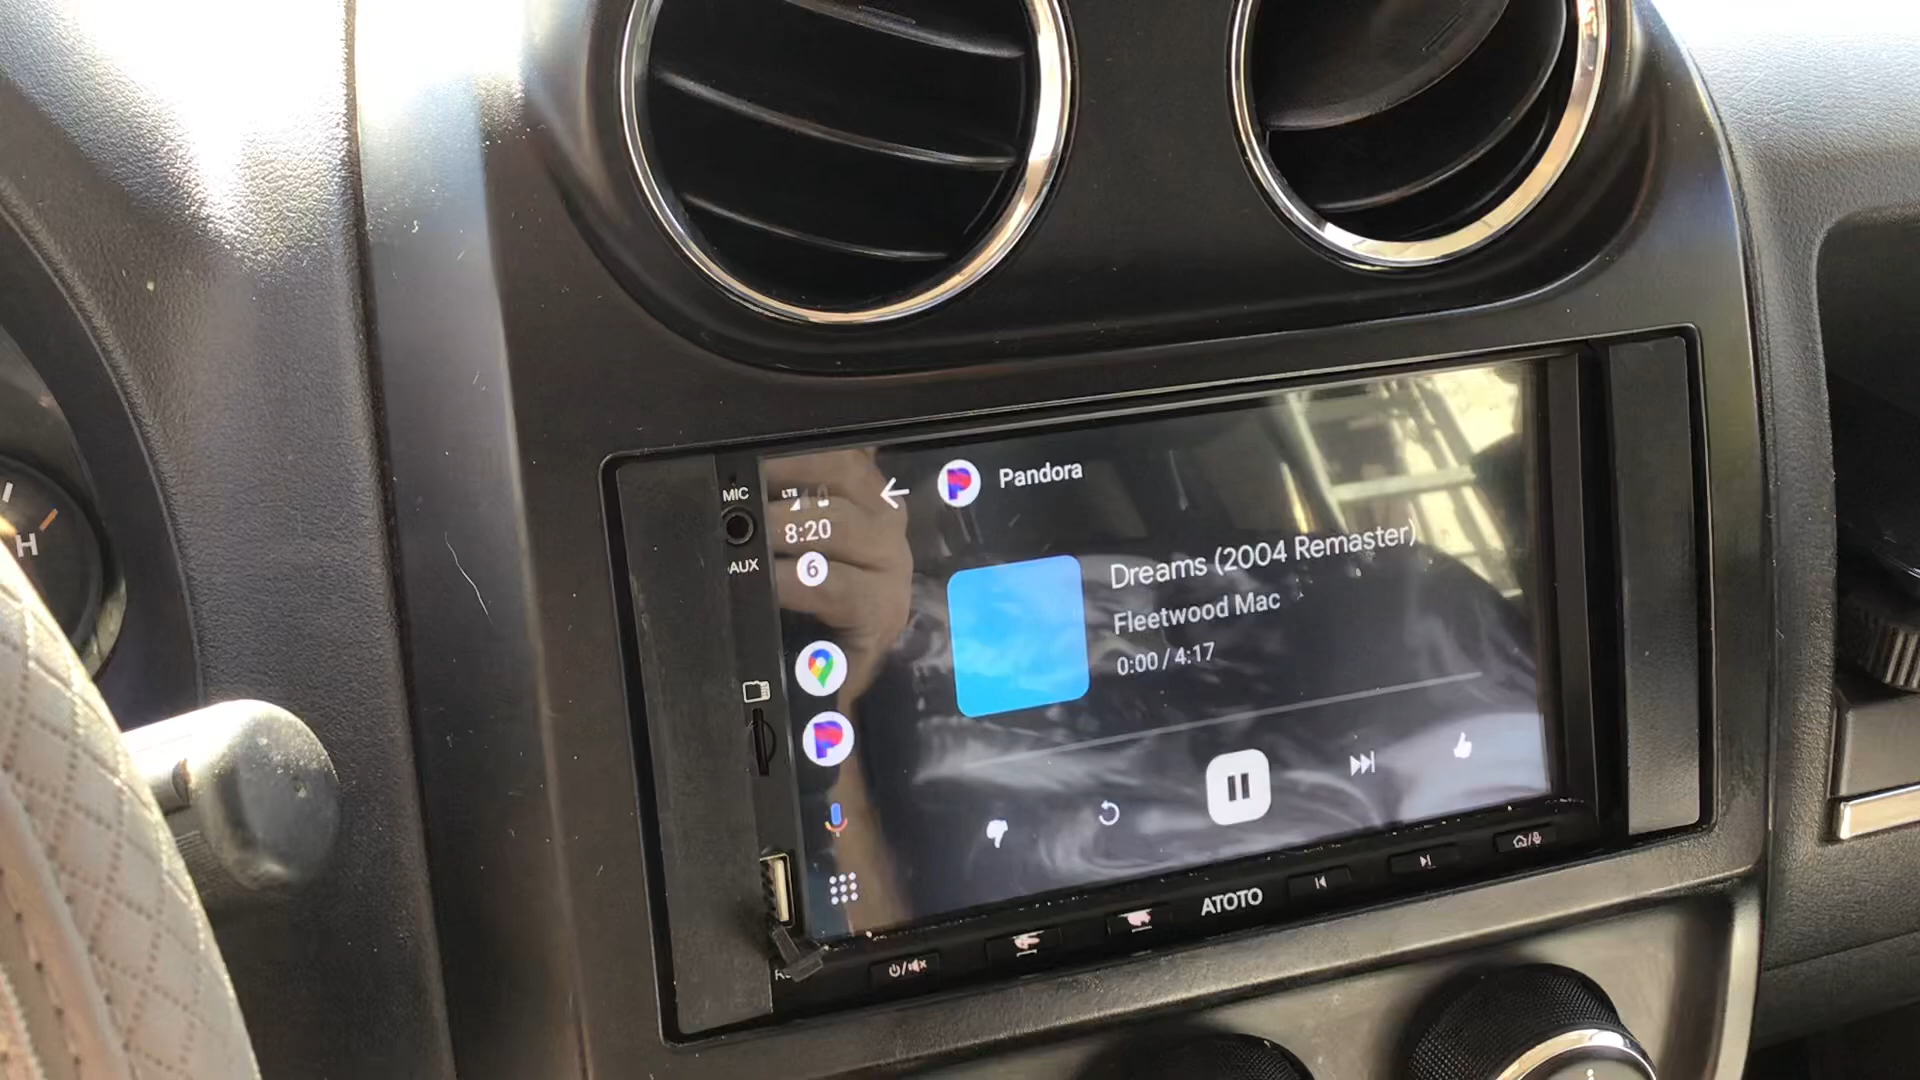 MIC
AUX
LTE
8:20
6
Pandora
Dreams (2004 Remaster)
Fleetwood Mac
0:00 / 4:17
ATOTO
H